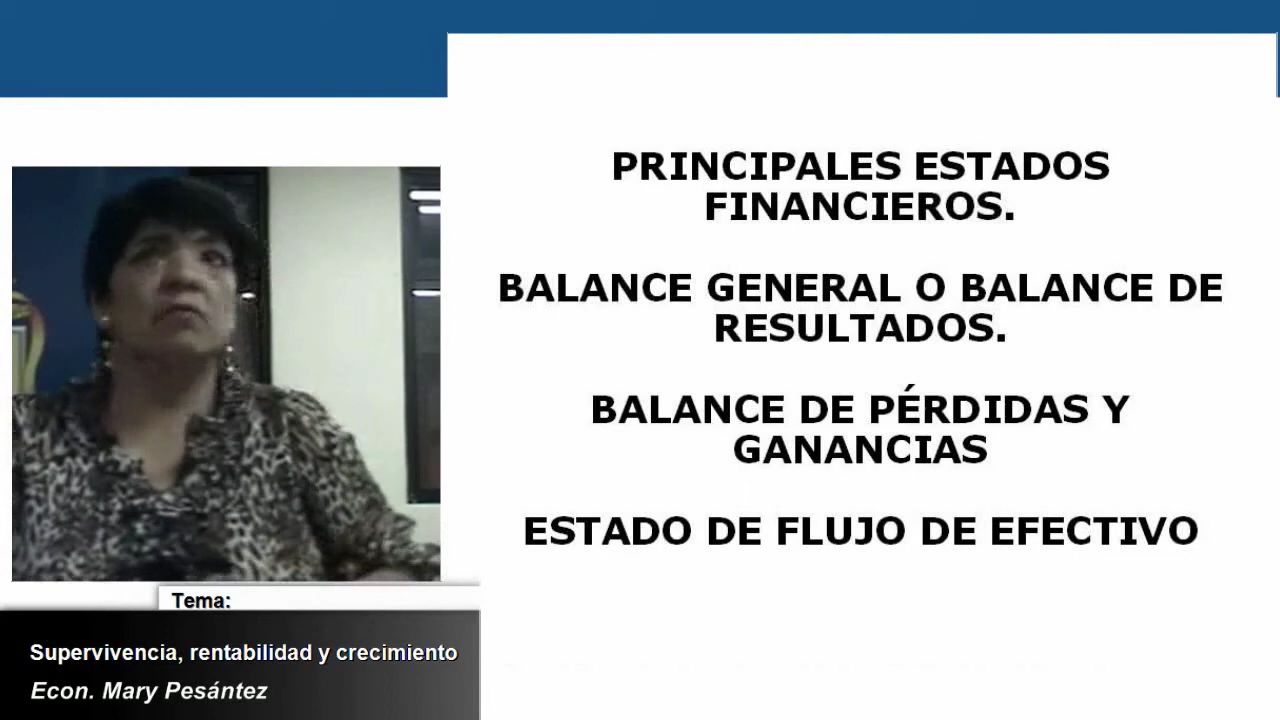 PRINCIPALES ESTADOS
FINANCIEROS.
BALANCE GENERAL O BALANCE DE
RESULTADOS.
BALANCE DE PÉRDIDAS Y
GANANCIAS
ESTADO DE FLUJO DE EFECTIVO
Tema:
Supervivencia, rentabilidad y crecimiento
Econ. Mary Pesántez